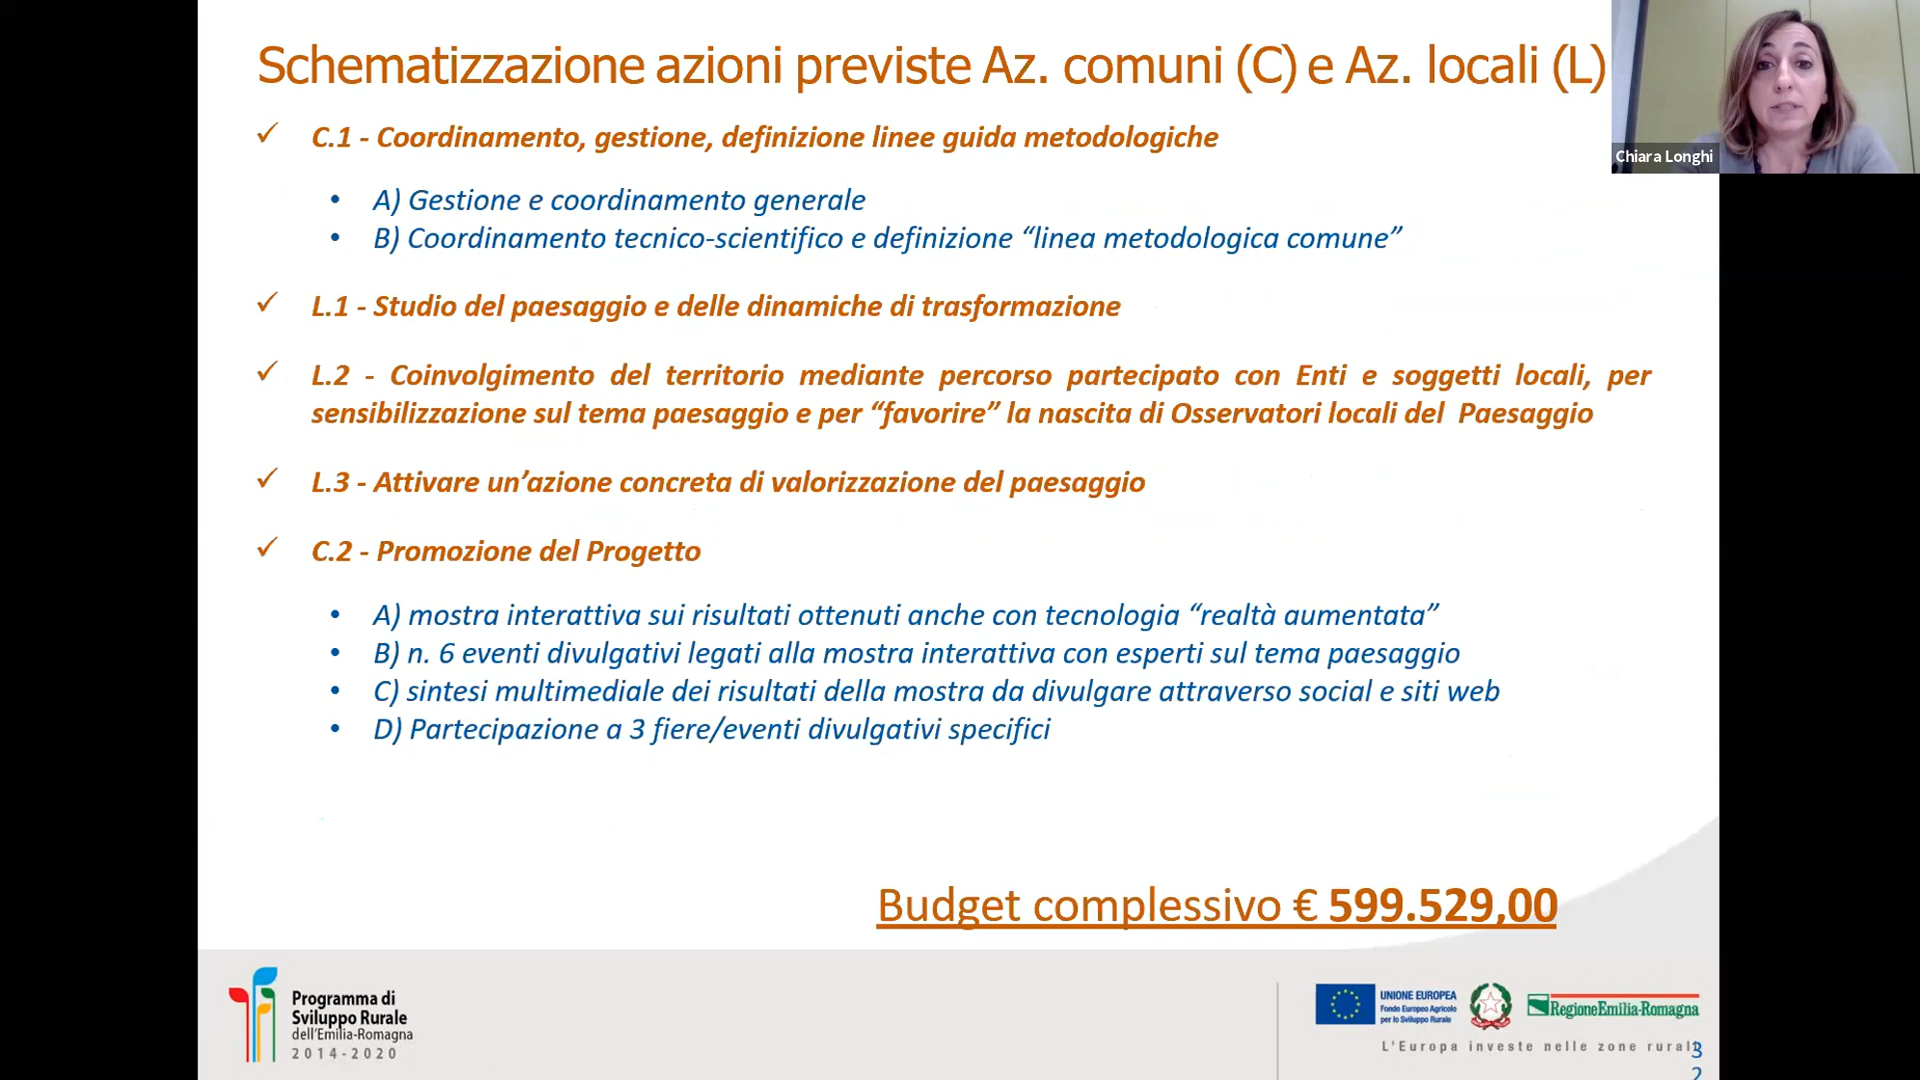 Schematizzazione azioni previste Az. comuni (C) e Az. locali (L)
Chiara Longhi
C.1 - Coordinamento, gestione, definizione linee guida metodologiche
A) Gestione e coordinamento generale
B) Coordinamento tecnico-scientifico e definizione “linea metodologica comune”
L.1 - Studio del paesaggio e delle dinamiche di trasformazione
L.2 - Coinvolgimento del territorio mediante percorso partecipato con Enti e soggetti locali, per
sensibilizzazione sul tema paesaggio e per “favorire” la nascita di Osservatori locali del Paesaggio
L.3 - Attivare un’azione concreta di valorizzazione del paesaggio
C.2 - Promozione del Progetto
A) mostra interattiva sui risultati ottenuti anche con tecnologia “realtà aumentata”
B) n. 6 eventi divulgativi legati alla mostra interattiva con esperti sul tema paesaggio
C) sintesi multimediale dei risultati della mostra da divulgare attraverso social e siti web
D) Partecipazione a 3 fiere/eventi divulgativi specifici
Budget complessivo € 599.529,00
Programma di
Sviluppo Rurale
dell'Emilia-Romagna
2014-2020
UNIONE EUROPEA
Fondo Europeo Agricolo
per lo Sviluppo Rurale
RegioneEmilia-Romagna
L'Europa investe nelle zone rurali
3
2